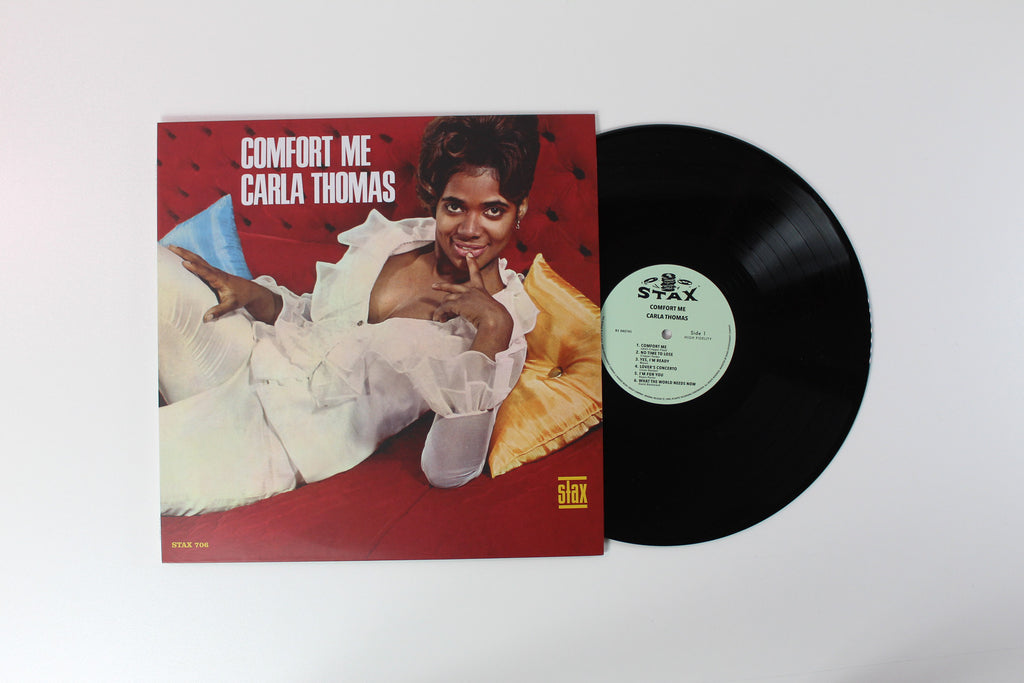 COMFORT ME
CARLA THOMAS
stax
STAX 706
STAX
COMFORT ME
CARLA THOMAS
Side 1
HIGH FIDELITY
1. COMFORT ME
2. NO TIME TO LOSE
3. YES, I'M READY
4. LOVER'S CONCERTO
5. I'M FOR YOU
6. WHAT THE WORLD NEEDS NOW